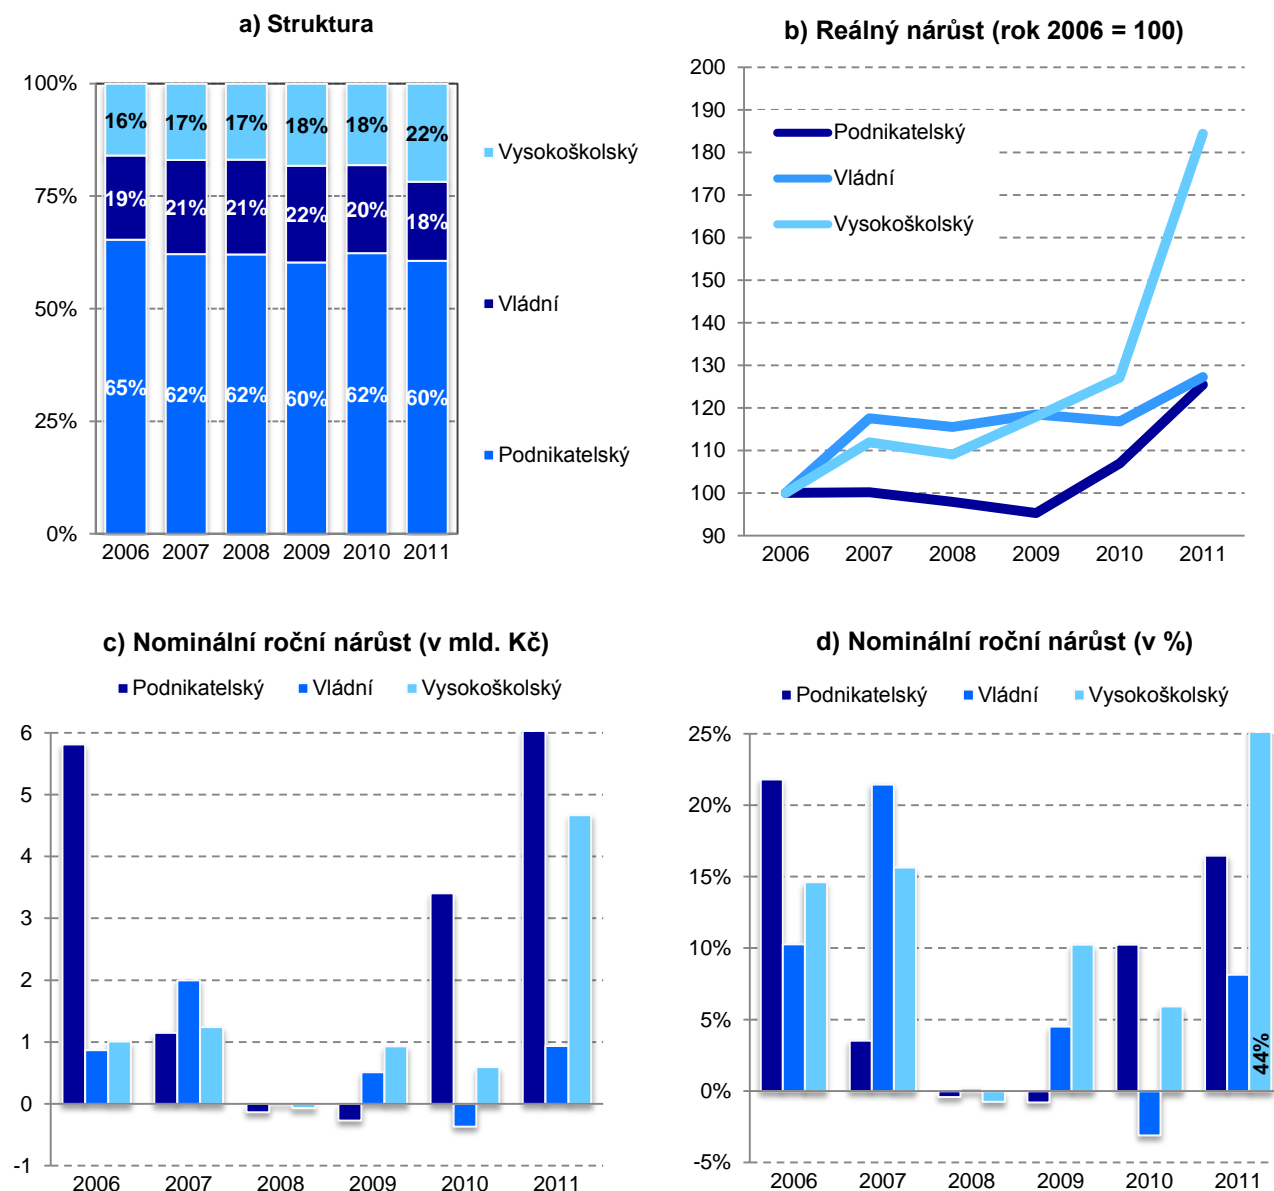 a) Struktura
100%
75%
50%
25%
0%
16% 17% 17% 18% 18% 22%
19% 21% 21% 22% 20% 18%
65% 62% 62% 60% 62% 60%
2006 2007 2008 2009 2010 2011
Vysokoškolský
Vládní
Podnikatelský
b) Reálný nárůst (rok 2006 = 100)
200
190
180
170
160
150
140
130
120
110
100
90
Podnikatelský
Vládní
Vysokoškolský
2006 2007 2008 2009 2010 2011
c) Nominální roční nárůst (v mld. Kč)
Podnikatelský Vládní Vysokoškolský
6
5
4
3
2
1
0
-1
2006 2007 2008 2009 2010 2011
d) Nominální roční nárůst (v %)
Podnikatelský Vládní Vysokoškolský
25%
20%
15%
10%
5%
0%
-5%
44%
2006 2007 2008 2009 2010 2011